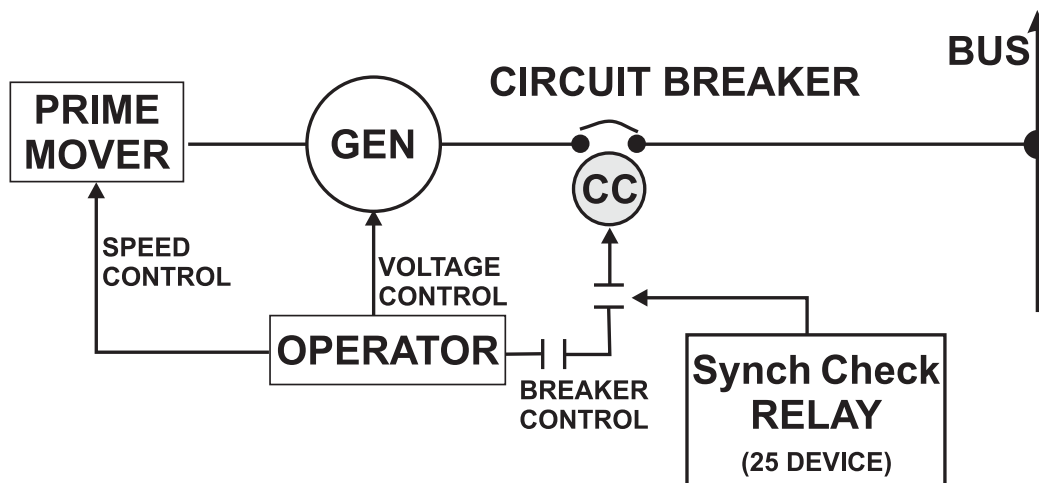 BUS
CIRCUIT BREAKER
PRIME
MOVER
GEN
CC
SPEED
CONTROL
VOLTAGE
CONTROL
OPERATOR
BREAKER
CONTROL
Synch Check
RELAY
(25 DEVICE)